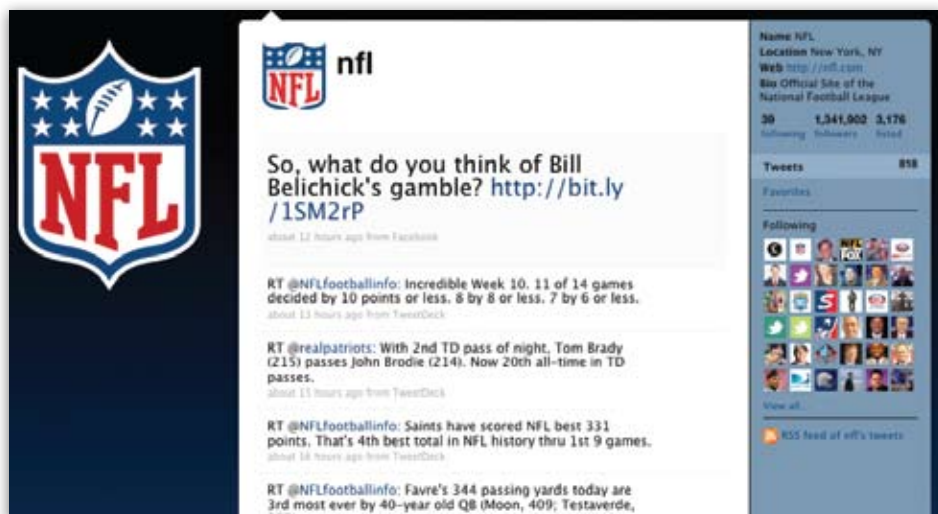 NFL
NFL
nfl
So, what do you think of Bill
Belichick's gamble? http://bit.ly
/1SM2rP
about 12 hours ago from Facebook
RT @NFLfootballinfo: Incredible Week 10. 11 of 14 games
decided by 10 points or less. 8 by 8 or less. 7 by 6 or less.
about 13 hours ago from TweetDeck
RT @realpatriots: With 2nd TD pass of night, Tom Brady
(215) passes John Brodie (214). Now 20th all-time in TD
passes.
about 15 hours ago from TweetDeck
RT @NFLfootballinfo: Saints have scored NFL best 331
points. That's 4th best total in NFL history thru 1st 9 games.
about 16 hours ago from TweetDeck
RT @NFLfootballinfo: Favre's 344 passing yards today are
3rd most ever by 40-year old QB (Moon, 409; Testaverde,
Name NFL
Location New York, NY
Web http://nfl.com
Bio Official Site of the
National Football League
39 1,341,902 3,176
following followers listed
Tweets 818
Favorites
Following
NFL
FOX
View all...
RSS feed of nfl's tweets